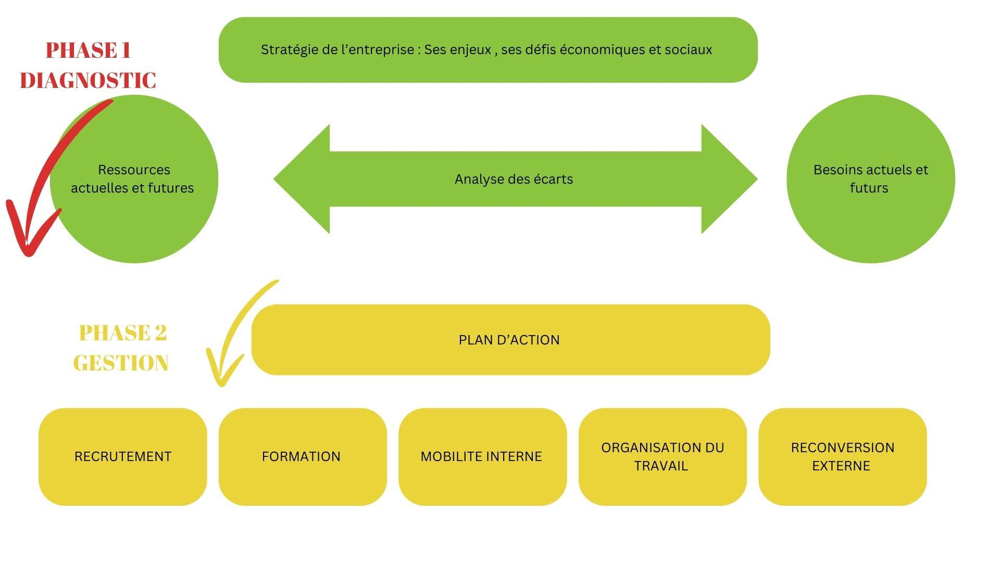 PHASE 1
DIAGNOSTIC
Stratégie de l’entreprise : Ses enjeux , ses défis économiques et sociaux
Ressources
actuelles et futures
Analyse des écarts
Besoins actuels et
futurs
PHASE 2
GESTION
PLAN D’ACTION
RECRUTEMENT
FORMATION
MOBILITE INTERNE
ORGANISATION DU
TRAVAIL
RECONVERSION
EXTERNE